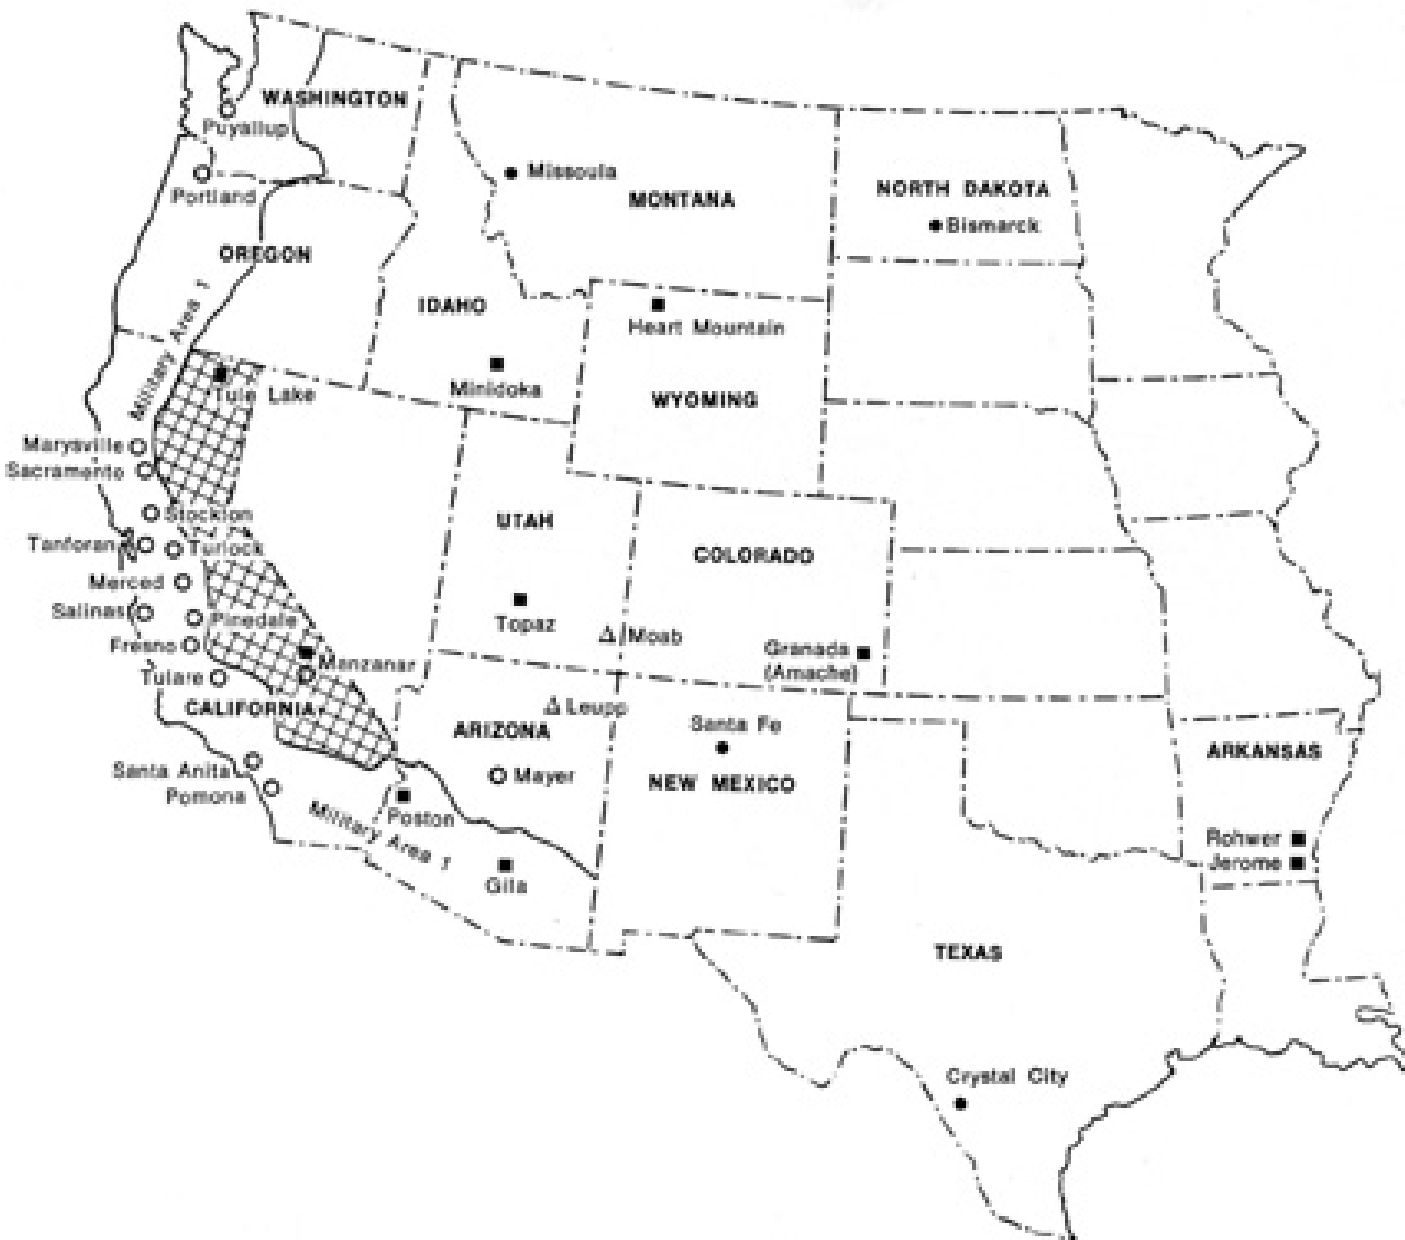 WASHINGTON
Puyallup
Missoula
Portland
MONTANA
NORTH DAKOTA
Bismarck
OREGON
Military Area 1
IDAHO
Heart Mountain
Tule Lake
Minidoka
WYOMING
Marysville
Sacramento
Stockton
UTAH
Tanforan
Turlock
COLORADO
Merced
Salinas
Pinedale
Topaz
Moab
Fresno
Granada
(Amache)
Manzanar
Tulare
CALIFORNIA
Leupp
Santa Fe
ARIZONA
ARKANSAS
Santa Anita
Mayer
NEW MEXICO
Pomona
Poston
Military Area 1
Rohwer
Jerome
Gila
TEXAS
Crystal City